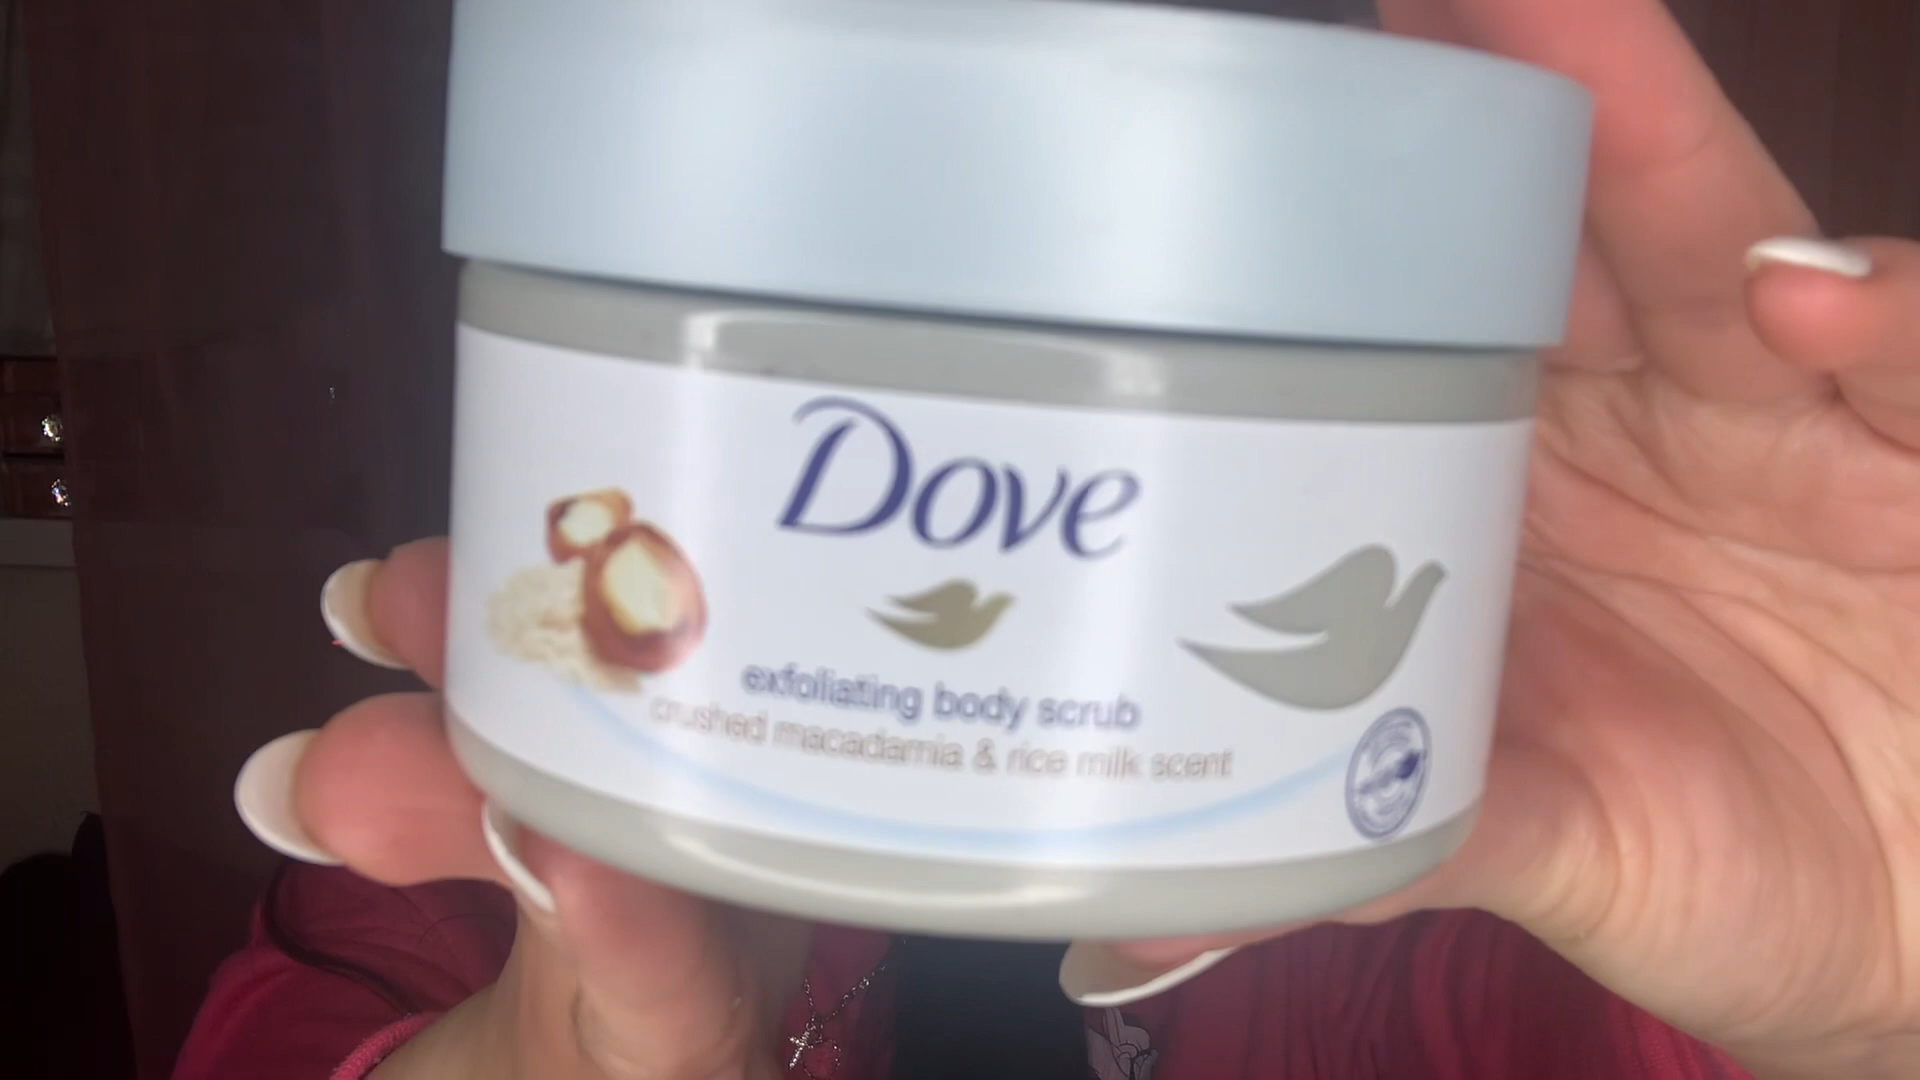 Dove
exfoliating body scrub
crushed macadamia & rice milk scent